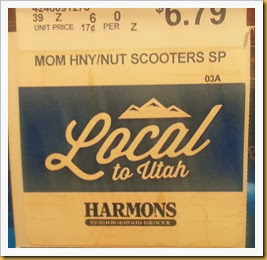 $6.79
39 Z 6 0
UNIT PRICE 17¢ P R Z
MOM HNY/NUT SCOOTERS SP
03A
Local
to Utah
HARMONS
NEIGHBORHOOD GROCER